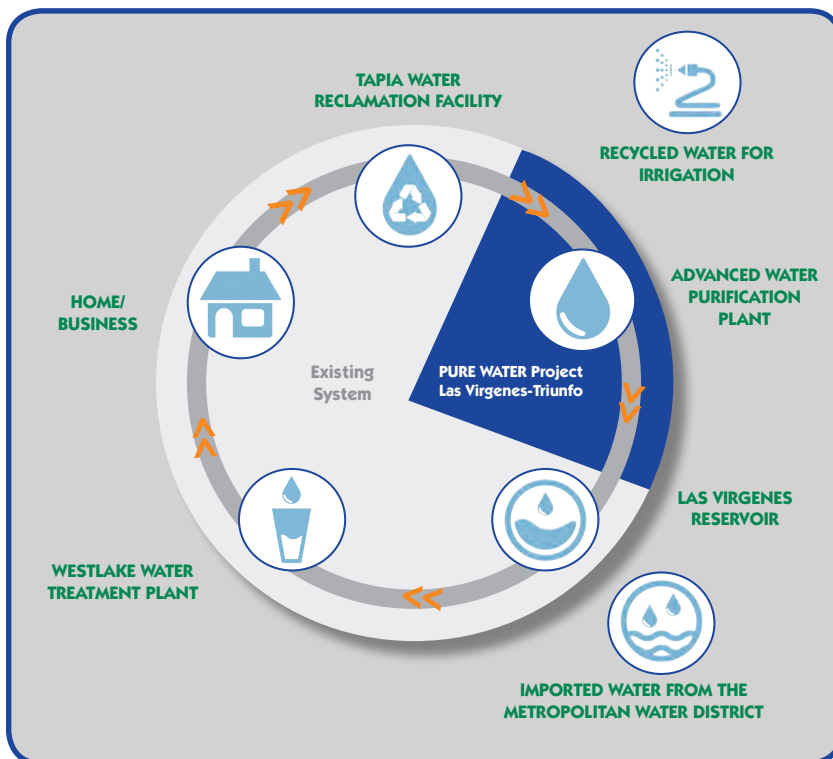 TAPIA WATER
RECLAMATION FACILITY
RECYCLED WATER FOR
IRRIGATION
ADVANCED WATER
PURIFICATION
PLANT
HOME/
BUSINESS
Existing
System
PURE WATER Project
Las Virgenes-Triunfo
LAS VIRGENES
RESERVOIR
WESTLAKE WATER
TREATMENT PLANT
IMPORTED WATER FROM THE
METROPOLITAN WATER DISTRICT